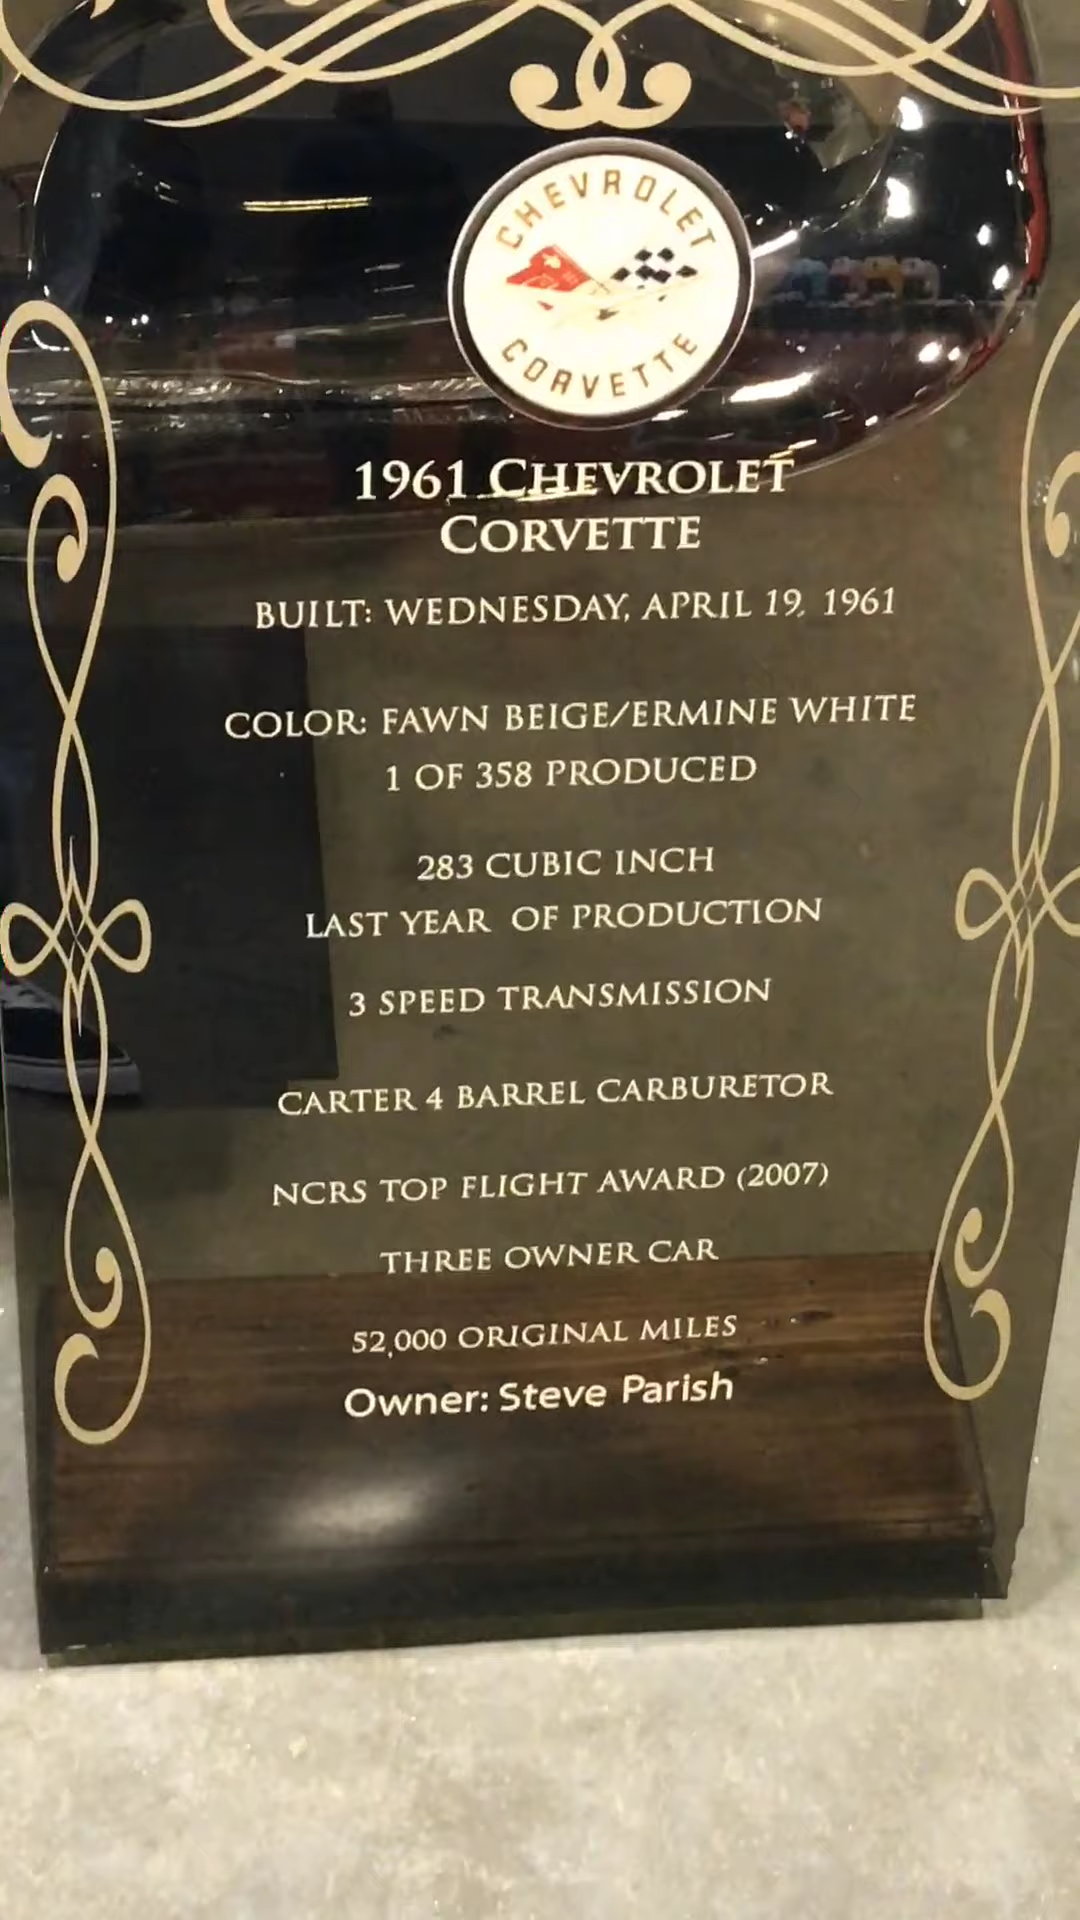 CHEVROLET
CORVETTE
1961 CHEVROLET
CORVETTE
BUILT: WEDNESDAY, APRIL 19, 1961
COLOR: FAWN BEIGE/ERMINE WHITE
1 OF 358 PRODUCED
283 CUBIC INCH
LAST YEAR OF PRODUCTION
3 SPEED TRANSMISSION
CARTER 4 BARREL CARBURETOR
NCRS TOP FLIGHT AWARD (2007)
THREE OWNER CAR
52,000 ORIGINAL MILES
Owner: Steve Parish